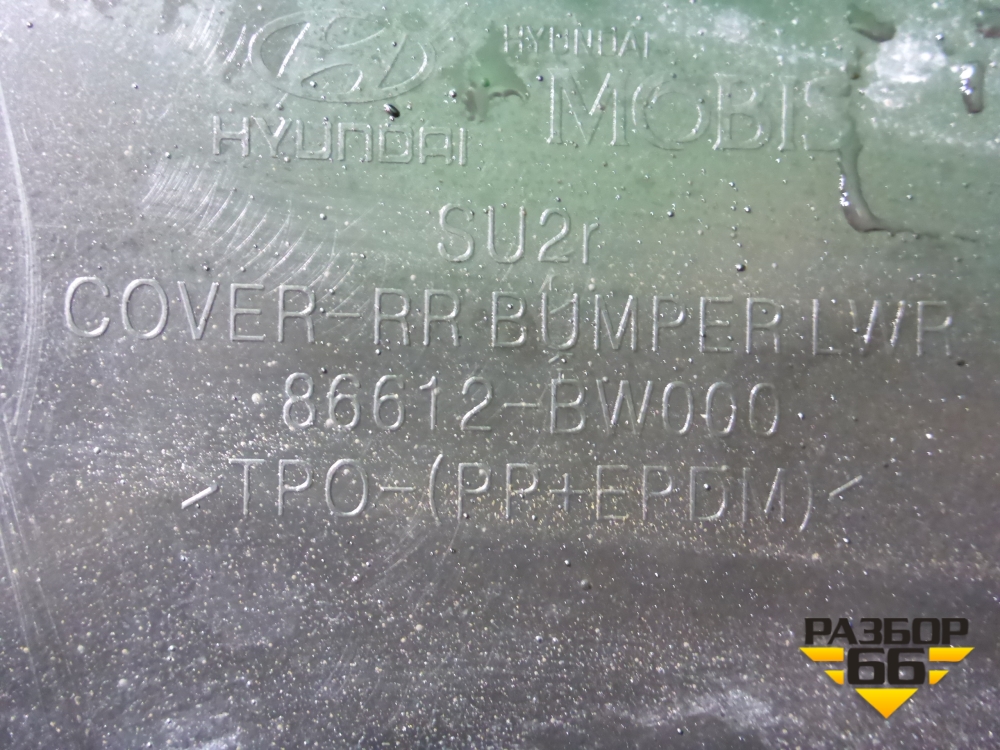 HYUNDAI
HYUNDAI
MOBIS
SU2r
COVER-RR BUMPER LWR
86612-BW000
>TPO-(PP+EPDM)<
РАЗБОР
66